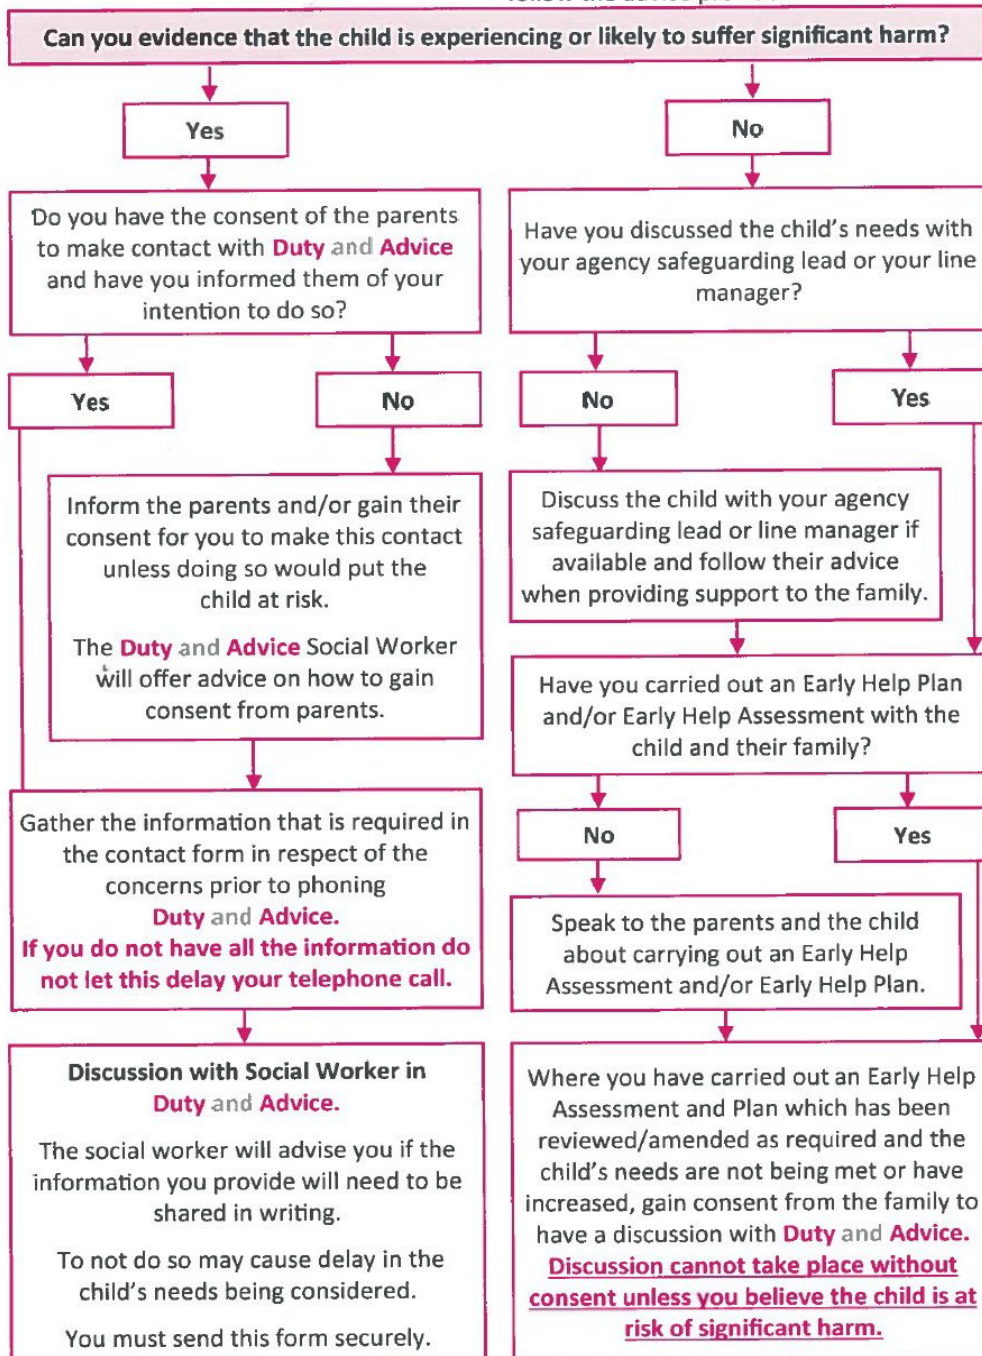 Can you evidence that the child is experiencing or likely to suffer significant harm?
Yes
No
Do you have the consent of the parents
to make contact with Duty and Advice
and have you informed them of your
intention to do so?
Have you discussed the child's needs with
your agency safeguarding lead or your line
manager?
Yes
No
No
Yes
Inform the parents and/or gain their
consent for you to make this contact
unless doing so would put the
child at risk.
The Duty and Advice Social Worker
will offer advice on how to gain
consent from parents.
Discuss the child with your agency
safeguarding lead or line manager if
available and follow their advice
when providing support to the family.
Have you carried out an Early Help Plan
and/or Early Help Assessment with the
child and their family?
Gather the information that is required in
the contact form in respect of the
concerns prior to phoning
Duty and Advice.
If you do not have all the information do
not let this delay your telephone call.
No
Yes
Speak to the parents and the child
about carrying out an Early Help
Assessment and/or Early Help Plan.
Discussion with Social Worker in
Duty and Advice.
The social worker will advise you if the
information you provide will need to be
shared in writing.
To not do so may cause delay in the
child's needs being considered.
You must send this form securely.
Where you have carried out an Early Help
Assessment and Plan which has been
reviewed/amended as required and the
child's needs are not being met or have
increased, gain consent from the family to
have a discussion with Duty and Advice.
Discussion cannot take place without
consent unless you believe the child is at
risk of significant harm.